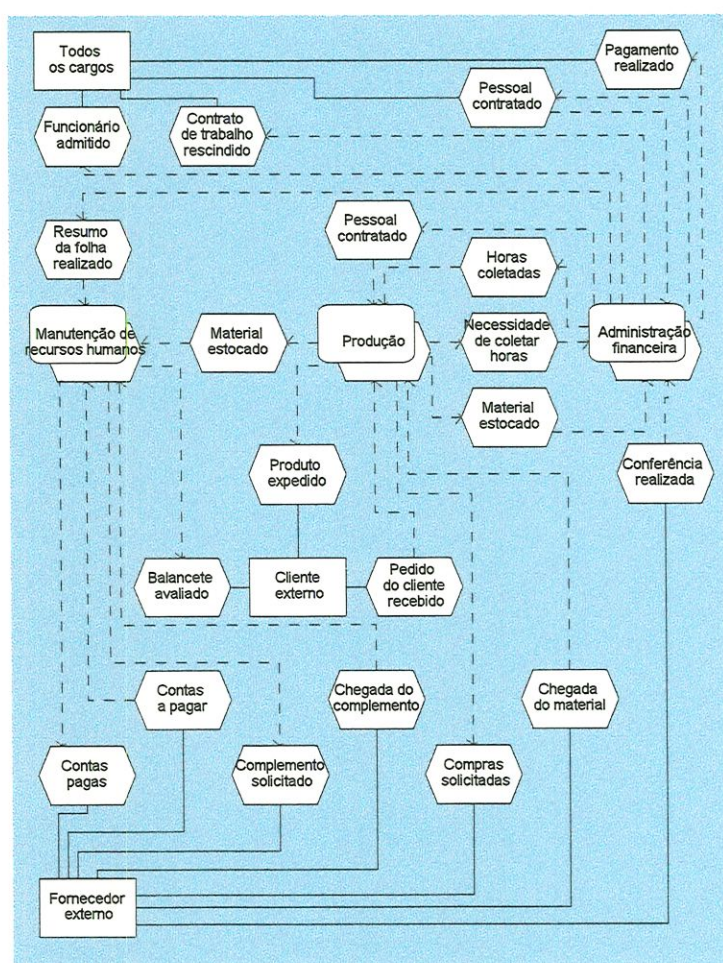 Todos
os cargos
Pagamento
realizado
Pessoal
contratado
Funcionário
admitido
Contrato
de trabalho
rescindido
Resumo
da folha
realizado
Pessoal
contratado
Horas
coletadas
Manutenção de
recursos humanos
Material
estocado
Produção
Necessidade
de coletar
horas
Administração
financeira
Material
estocado
Produto
expedido
Conferência
realizada
Balancete
avaliado
Cliente
externo
Pedido
do cliente
recebido
Contas
a pagar
Chegada do
complemento
Chegada
do material
Contas
pagas
Complemento
solicitado
Compras
solicitadas
Fornecedor
externo